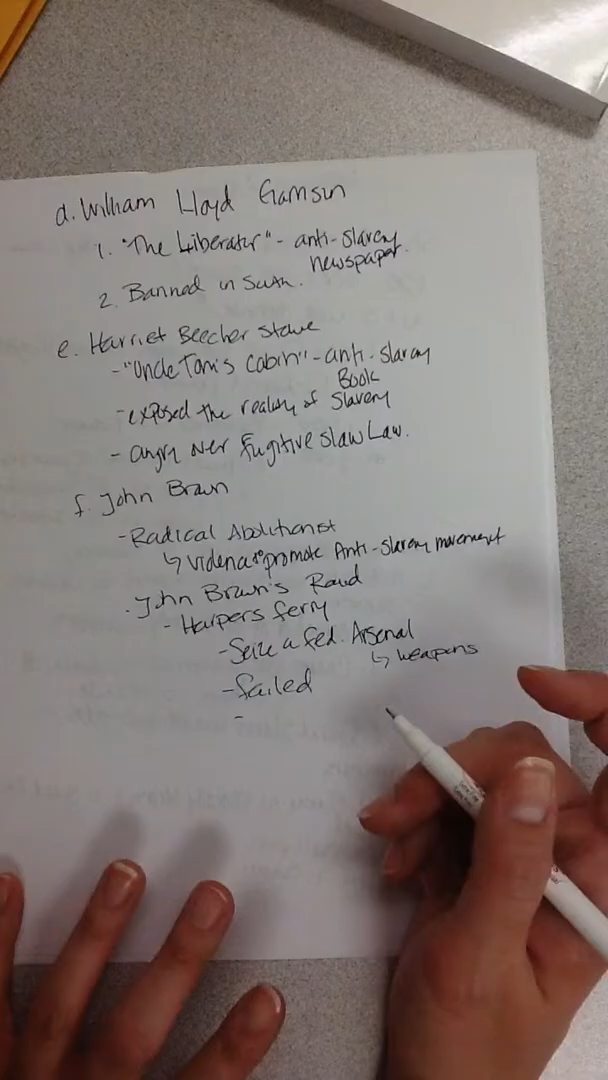 d. William Lloyd Garrison
1. "The Liberator" - anti-slavery
newspaper.
2. Banned in South.
e. Harriet Beecher Stowe
- "Uncle Tom's Cabin" - anti-slavery
Book
- exposed the reality of Slavery
- angry over Fugitive Slave Law.
f. John Brown
- Radical Abolitionist
↳ violence to promote Anti-slavery movement
· John Brown's Raid
- Harpers ferry
- Seize a fed. Arsenal
↳ weapons
- failed
-